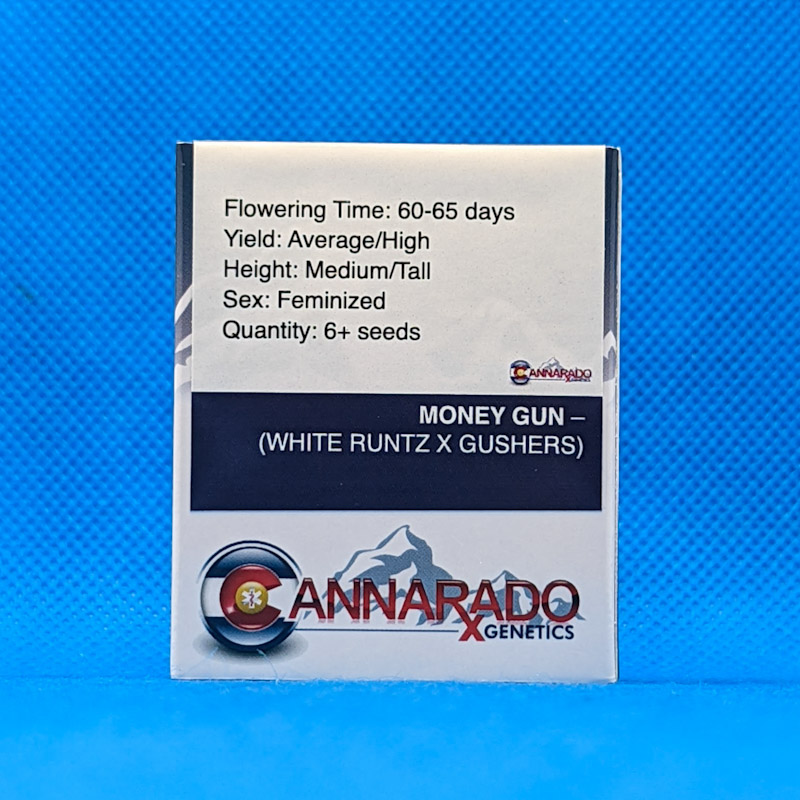 Flowering Time: 60-65 days
Yield: Average/High
Height: Medium/Tall
Sex: Feminized
Quantity: 6+ seeds
CANNARADO
GENETICS
MONEY GUN –
(WHITE RUNTZ X GUSHERS)
CANNARADO
XGENETICS